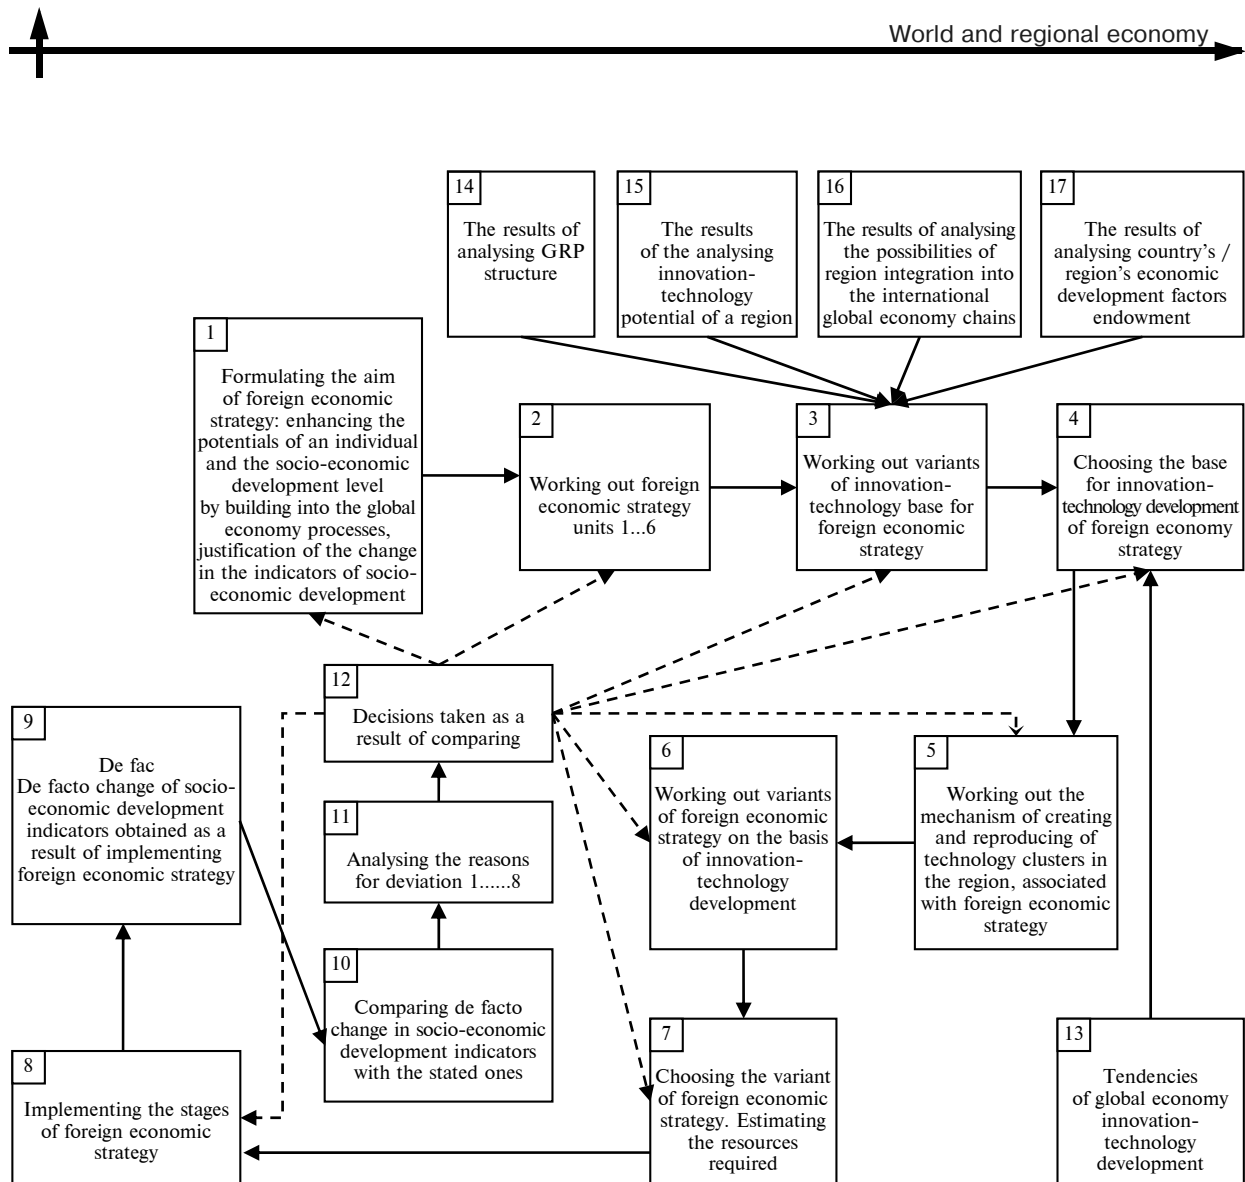 World and regional economy
14
The results of
analysing GRP
structure
15
The results
of the analysing
innovation-
technology
potential of a region
16
The results of analysing
the possibilities of
region integration into
the international
global economy chains
17
The results of
analysing country's /
region's economic
development factors
endowment
1
Formulating the aim
of foreign economic
strategy: enhancing the
potentials of an individual
and the socio-economic
development level
by building into the global
economy processes,
justification of the change
in the indicators of socio-
economic development
2
Working out foreign
economic strategy
units 1...6
3
Working out variants
of innovation-
technology base for
foreign economic
strategy
4
Choosing the base
for innovation-
technology development
of foreign economy
strategy
12
Decisions taken as a
result of comparing
9
De fac
De facto change of socio-
economic development
indicators obtained as a
result of implementing
foreign economic strategy
11
Analysing the reasons
for deviation 1......8
6
Working out variants
of foreign economic
strategy on the basis
of innovation-
technology
development
5
Working out the
mechanism of creating
and reproducing of
technology clusters in
the region, associated
with foreign economic
strategy
10
Comparing de facto
change in socio-economic
development indicators
with the stated ones
8
Implementing the stages
of foreign economic
strategy
7
Choosing the variant
of foreign economic
strategy. Estimating
the resources
required
13
Tendencies
of global economy
innovation-
technology
development